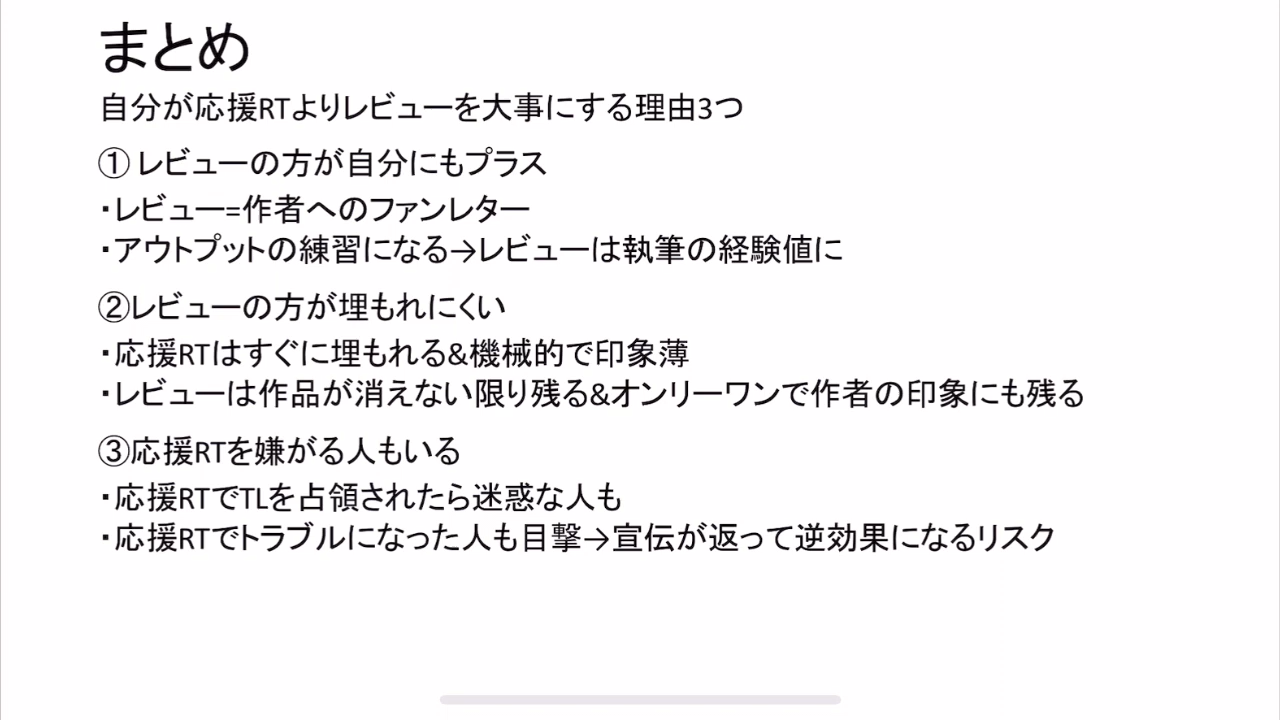 まとめ
自分が応援RTよりレビューを大事にする理由3つ
① レビューの方が自分にもプラス
・レビュー=作者へのファンレター
・アウトプットの練習になる→レビューは執筆の経験値に
②レビューの方が埋もれにくい
・応援RTはすぐに埋もれる&機械的で印象薄
・レビューは作品が消えない限り残る&オンリーワンで作者の印象にも残る
③応援RTを嫌がる人もいる
・応援RTでTLを占領されたら迷惑な人も
・応援RTでトラブルになった人も目撃→宣伝が返って逆効果になるリスク